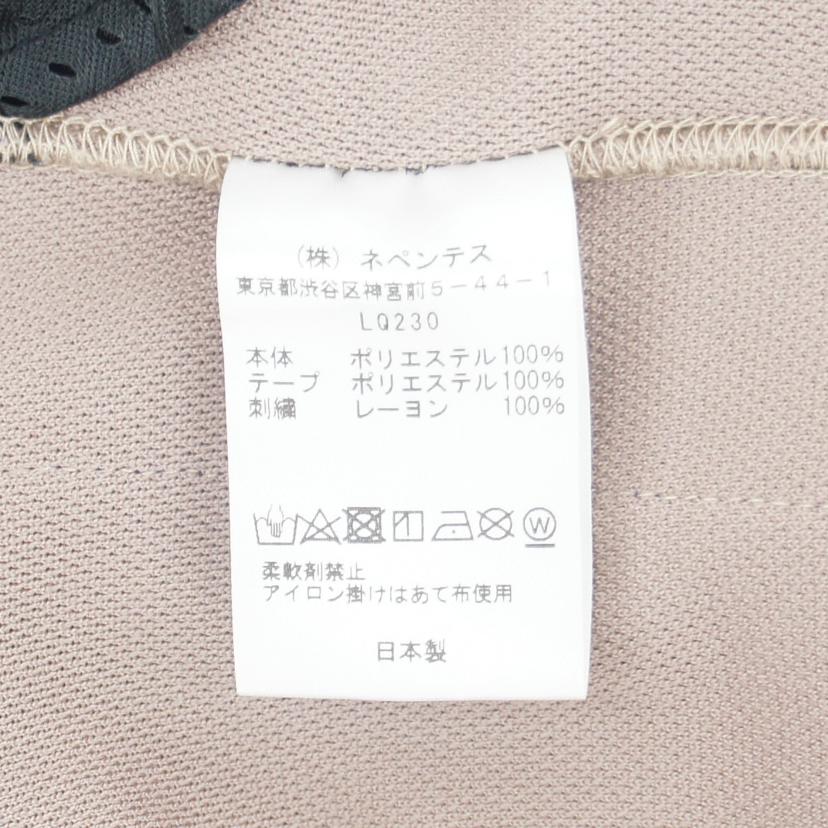 (株) ネペンテス
東京都渋谷区神宮前5-44-1
LQ230
本体 ポリエステル100%
テープ ポリエステル100%
刺繍 レーヨン 100%
W
柔軟剤禁止
アイロン掛けはあて布使用
日本製